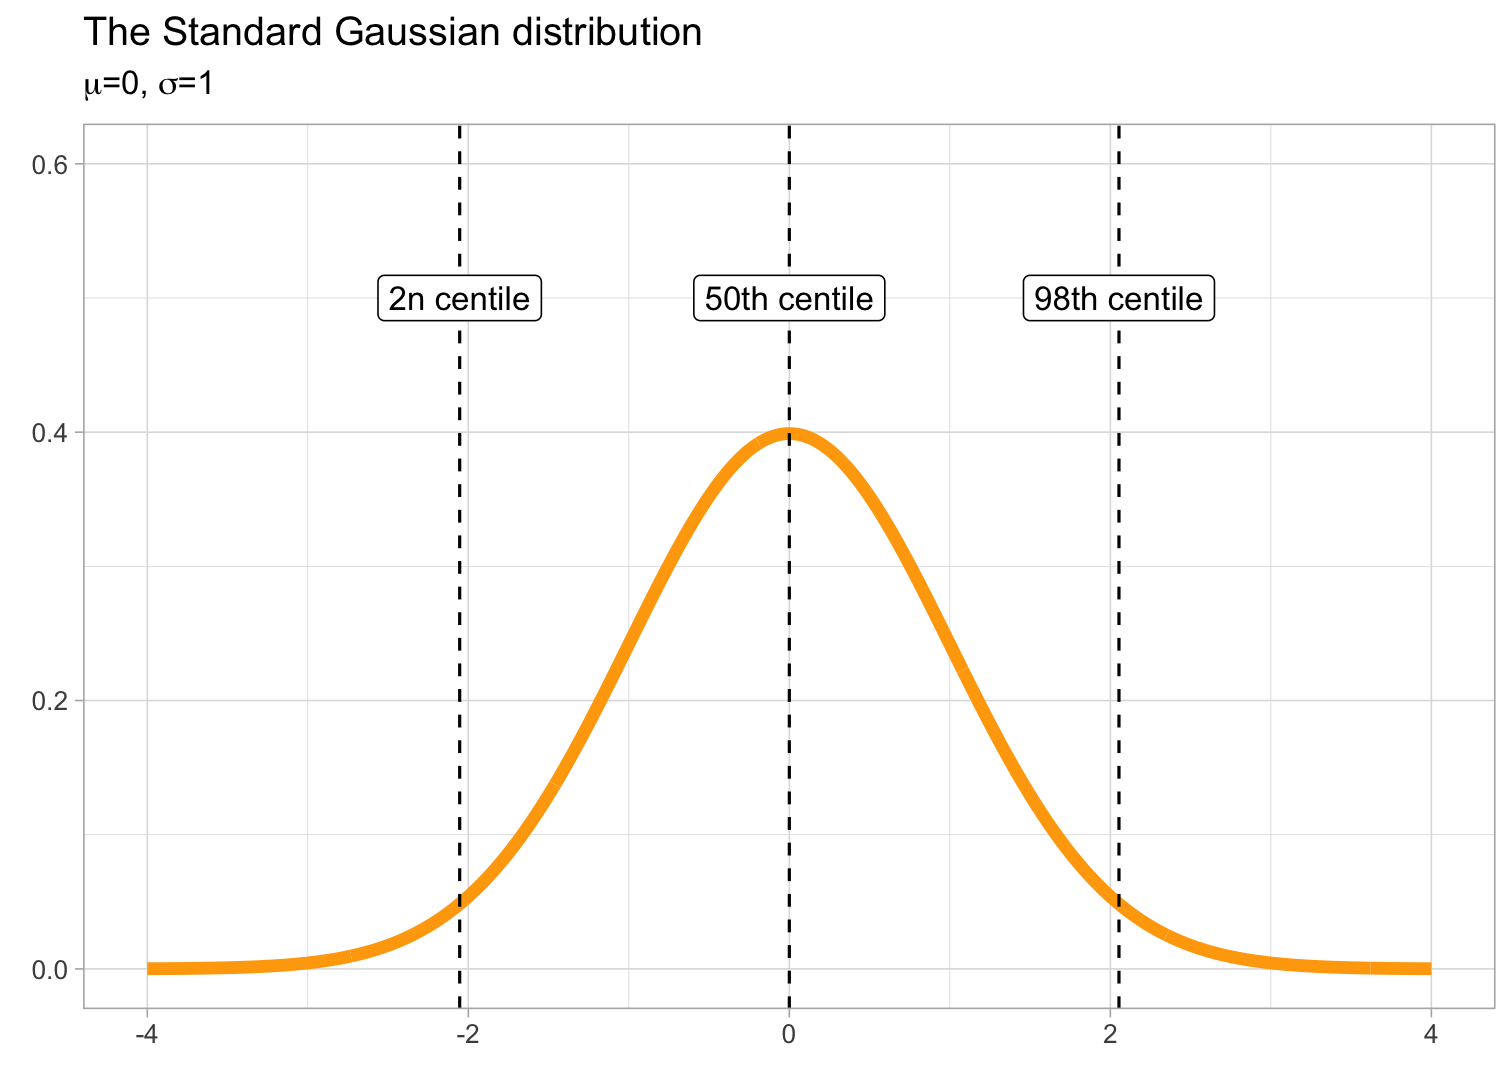 The Standard Gaussian distribution
μ=0, σ=1
0.6
2n centile
50th centile
98th centile
0.4
0.2
0.0
-4
-2
0
2
4